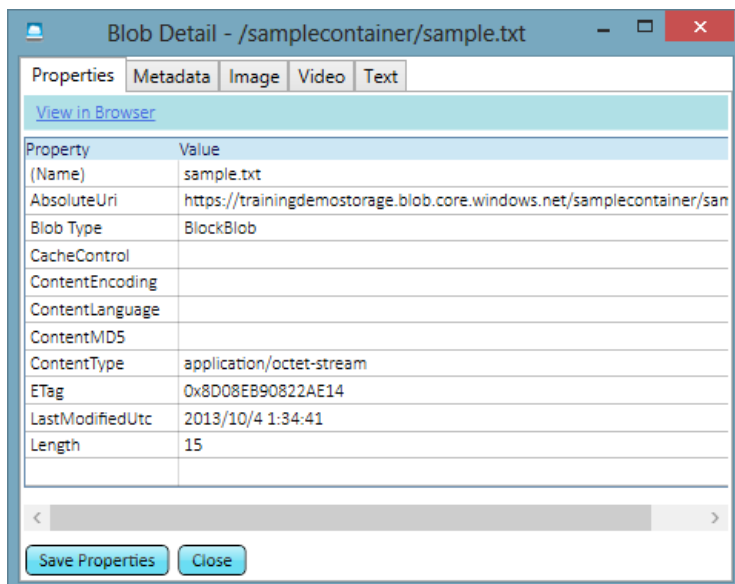 Blob Detail - /samplecontainer/sample.txt
Properties Metadata Image Video Text
View in Browser
Property Value
(Name) sample.txt
AbsoluteUri https://trainingdemostorage.blob.core.windows.net/samplecontainer/sam
Blob Type BlockBlob
CacheControl
ContentEncoding
ContentLanguage
ContentMD5
ContentType application/octet-stream
ETag 0x8D08EB90822AE14
LastModifiedUtc 2013/10/4 1:34:41
Length 15
Save Properties Close